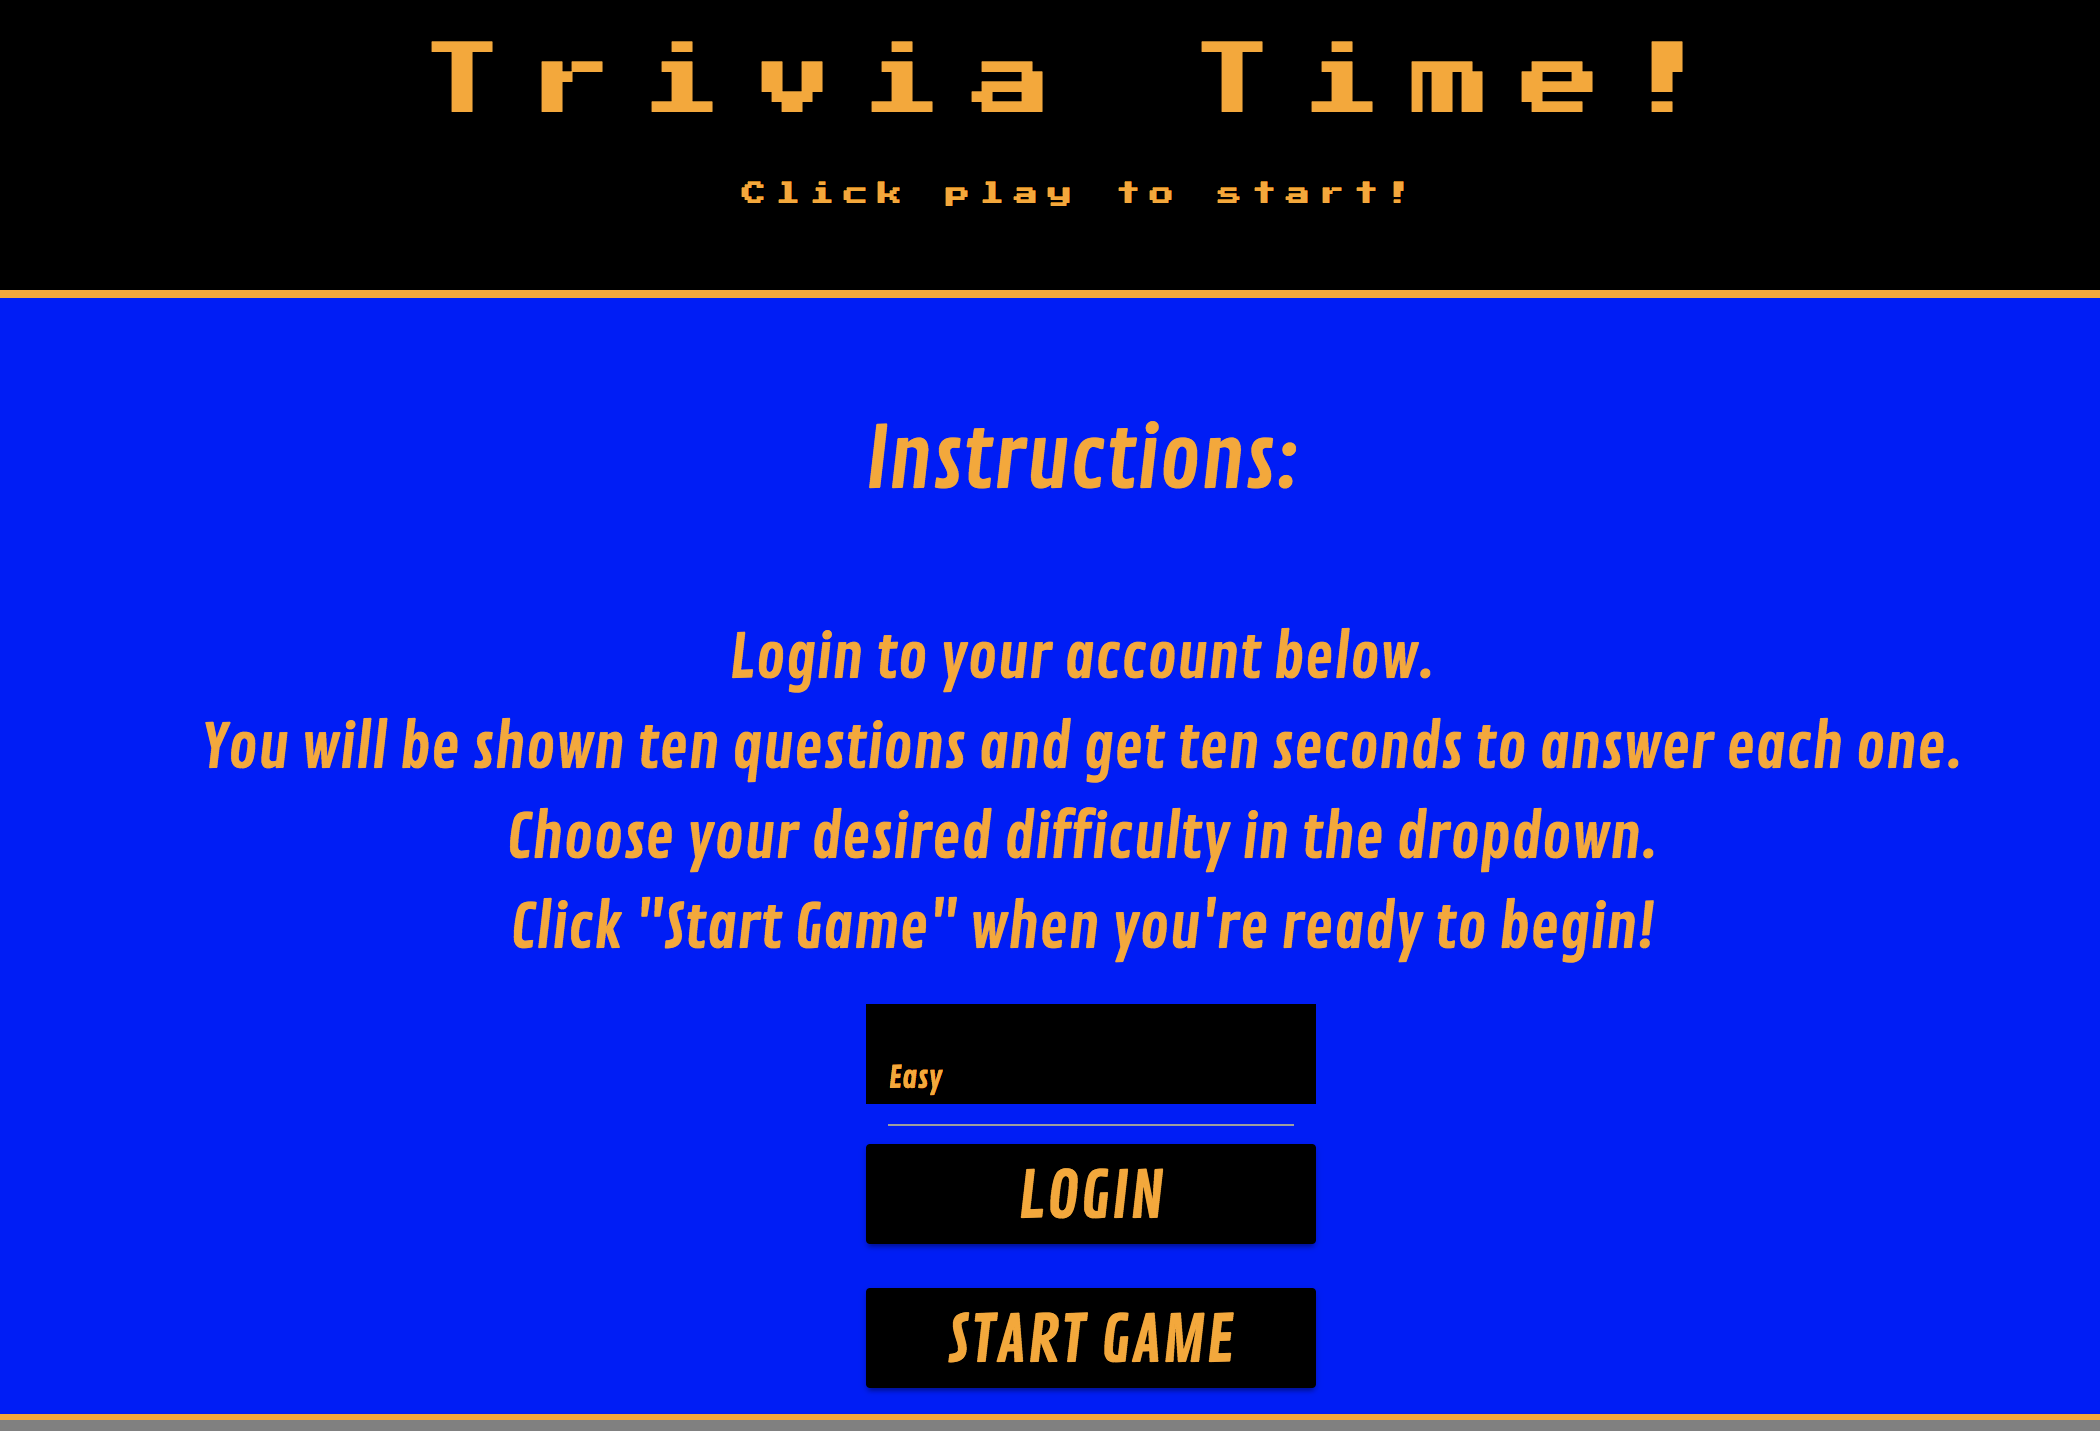 Trivia Time!
Click play to start!
Instructions:
Login to your account below.
You will be shown ten questions and get ten seconds to answer each one.
Choose your desired difficulty in the dropdown.
Click "Start Game" when you're ready to begin!
Easy
LOGIN
START GAME